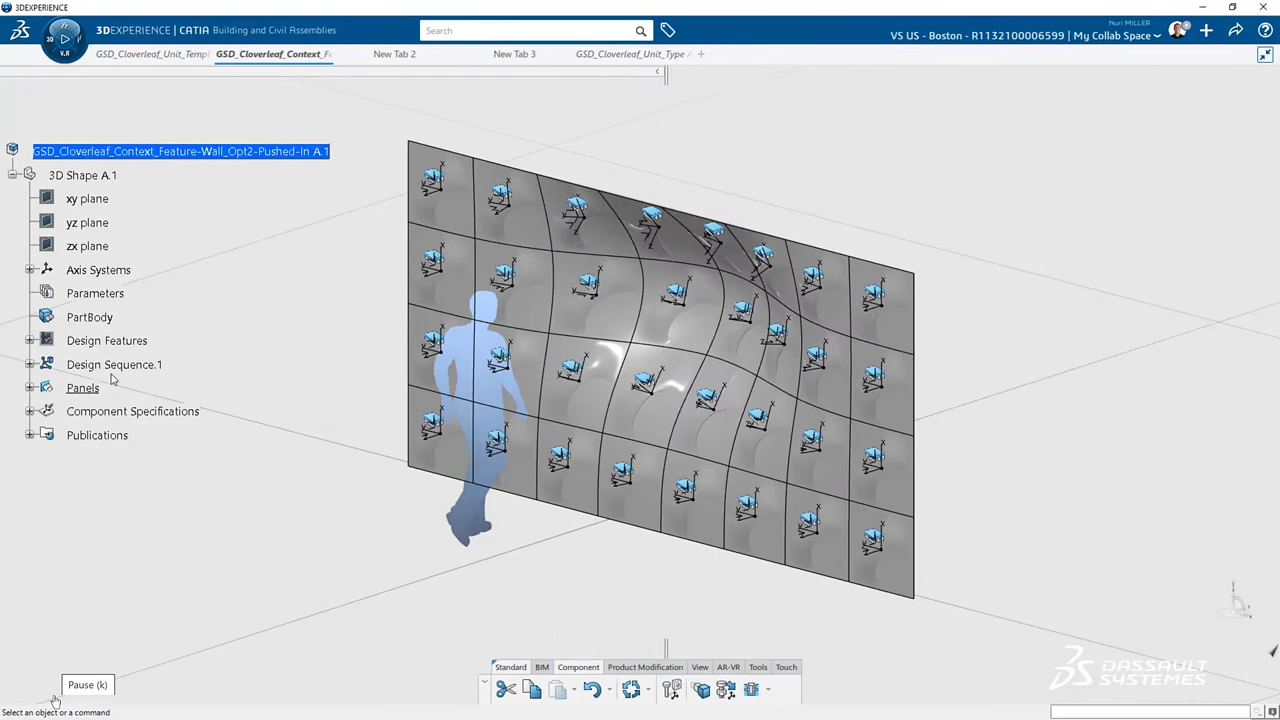 3DEXPERIENCE
3DEXPERIENCE | CATIA Building and Civil Assemblies
Search
Nuri MILLER
VS US - Boston - R1132100006599 | My Collab Space
3D
V.R
GSD_Cloverleaf_Unit_Templ
GSD_Cloverleaf_Context_Fe
New Tab 2
New Tab 3
GSD_Cloverleaf_Unit_Type A
GSD_Cloverleaf_Context_Feature-Wall_Opt2-Pushed-In A.1
3D Shape A.1
xy plane
yz plane
zx plane
Axis Systems
Parameters
PartBody
Design Features
Design Sequence.1
Panels
Component Specifications
Publications
Standard BIM Component Product Modification View AR-VR Tools Touch
DASSAULT
SYSTEMES
Pause (k)
Select an object or a command